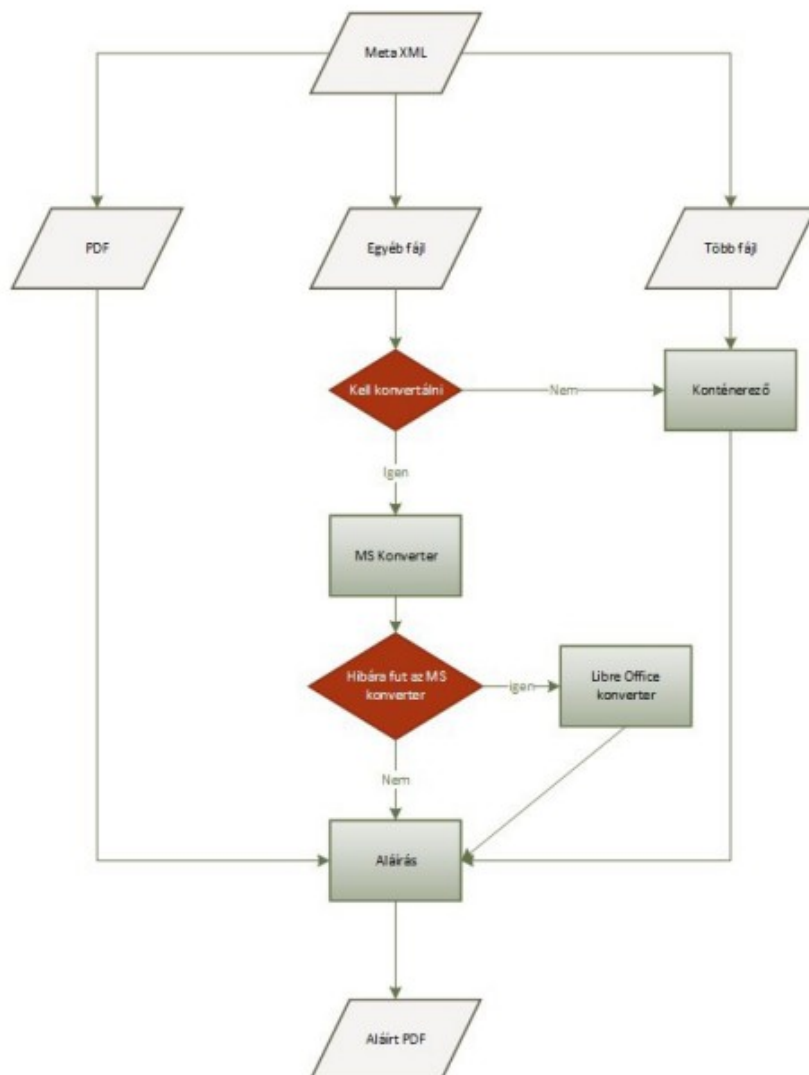 Meta XML
PDF
Egyéb fájl
Több fájl
Kell konvertálni
Nem
Konténerező
Igen
MS Konverter
Hibára fut az MS
konverter
Igen
Libre Office
konverter
Nem
Aláírás
Aláírt PDF